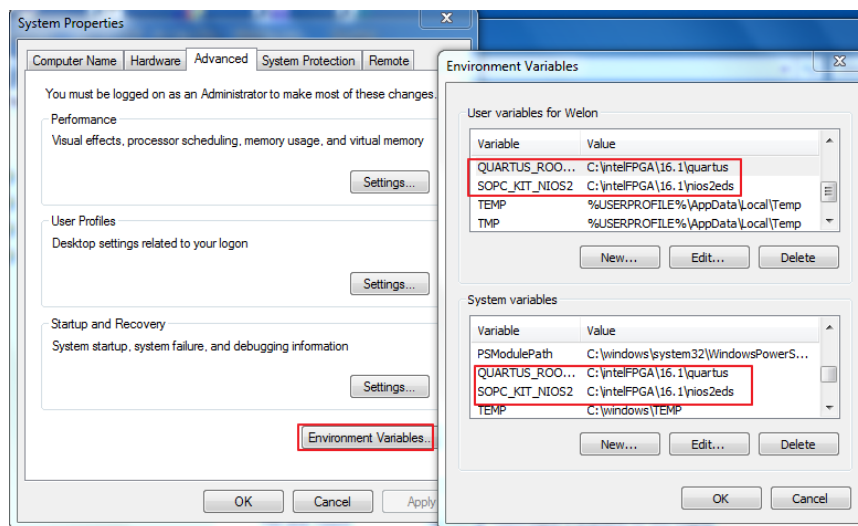 System Properties
Computer Name Hardware Advanced System Protection Remote
You must be logged on as an Administrator to make most of these changes.
Performance
Visual effects, processor scheduling, memory usage, and virtual memory
Settings...
User Profiles
Desktop settings related to your logon
Settings...
Startup and Recovery
System startup, system failure, and debugging information
Settings...
Environment Variables..
OK Cancel Apply
Environment Variables
User variables for Welon
Variable Value
QUARTUS_ROO... C:\intelFPGA\16.1\quartus
SOPC_KIT_NIOS2 C:\intelFPGA\16.1\nios2eds
TEMP %USERPROFILE%\AppData\Local\Temp
TMP %USERPROFILE%\AppData\Local\Temp
New... Edit... Delete
System variables
Variable Value
PSModulePath C:\windows\system32\WindowsPowerS...
QUARTUS_ROO... C:\intelFPGA\16.1\quartus
SOPC_KIT_NIOS2 C:\intelFPGA\16.1\nios2eds
TEMP C:\windows\TEMP
New... Edit... Delete
OK Cancel